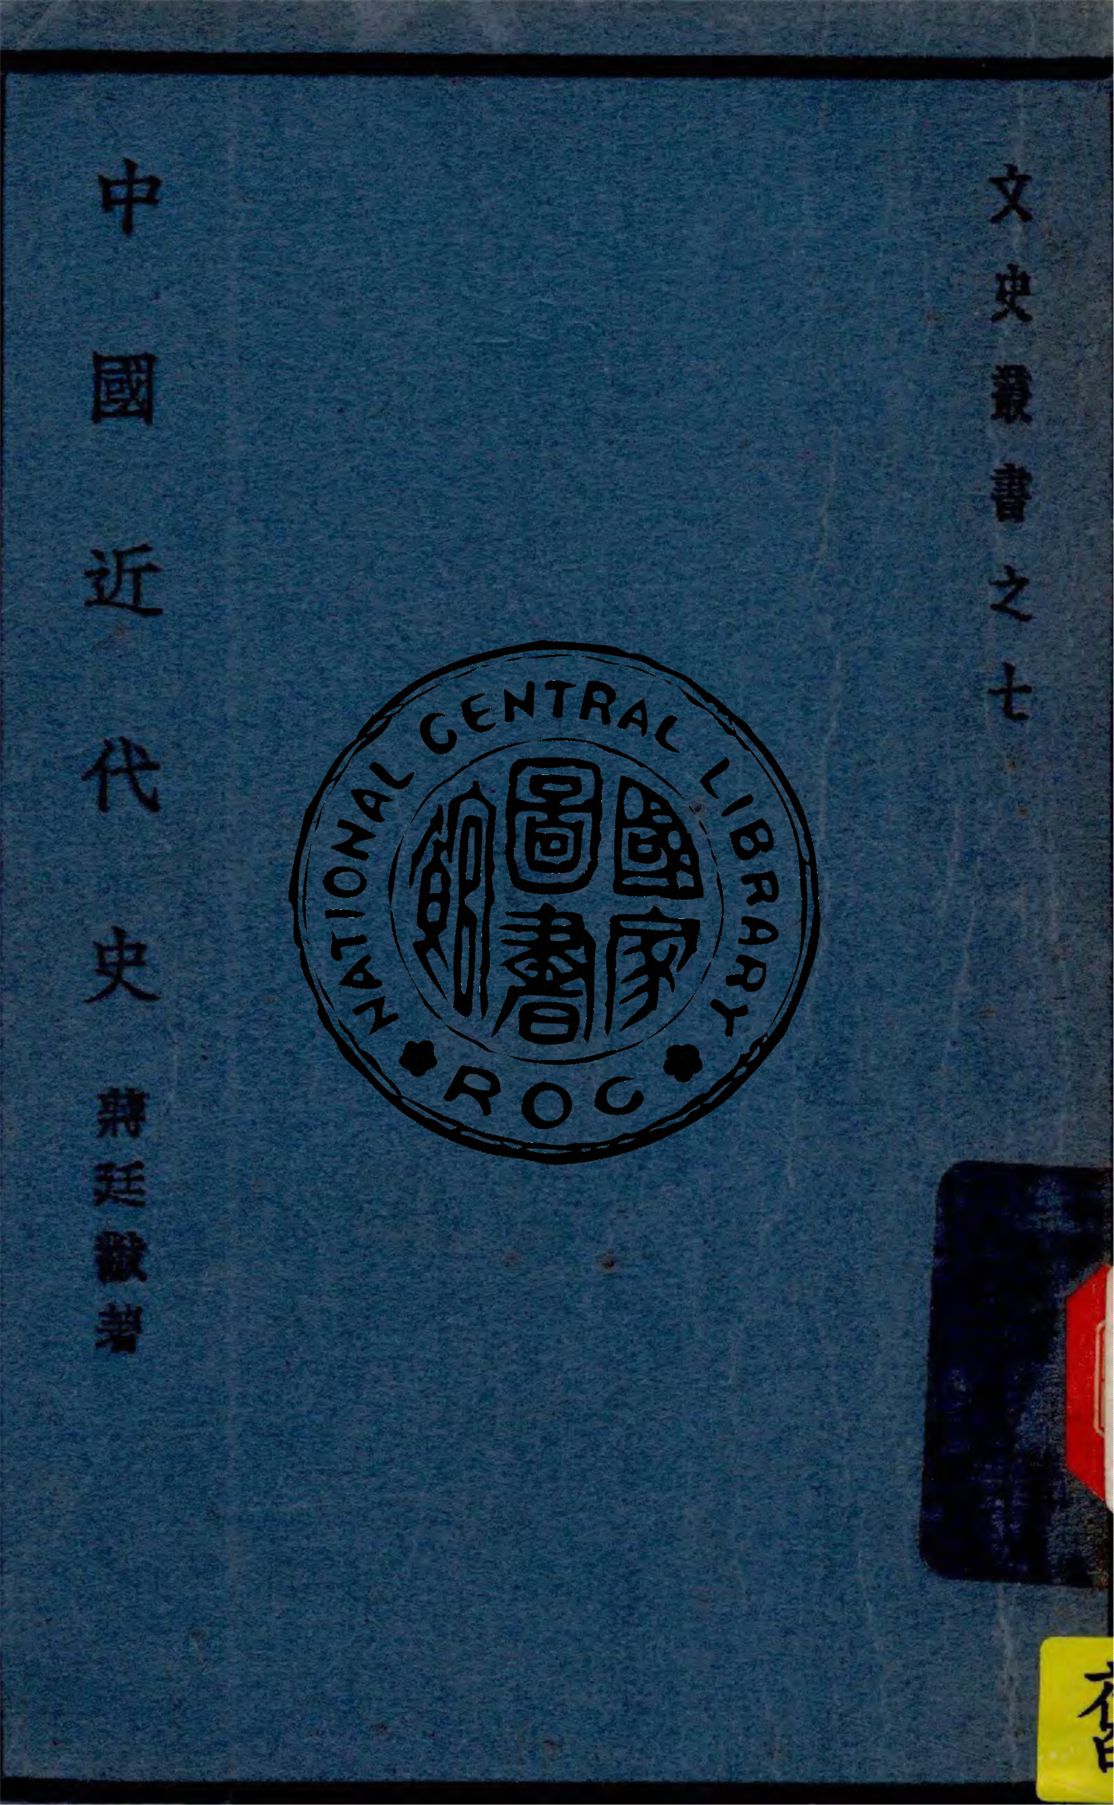 文史叢書之七
中國近代史 蔣廷黻著
NATIONAL CENTRAL LIBRARY
國家
圖書
館
ROC